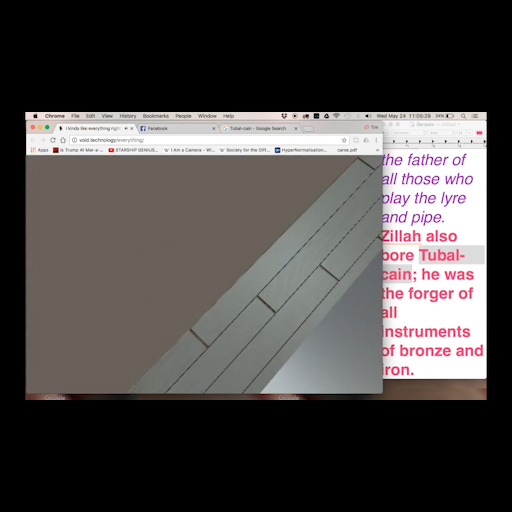 Chrome File Edit View History Bookmarks People Window Help
Wed May 24 11:05:29
I kinda like everything right
Facebook
Tubal-cain - Google Search
void.technology/everything/
Apps
Is Trump At Mar-a-...
STARSHIP GENIUS...
I Am a Camera - Wi...
Society for the Diff...
HyperNormalisation...
carse.pdf
the father of
all those who
play the lyre
and pipe.
Zillah also
bore Tubal-
cain; he was
the forger of
all
instruments
of bronze and
iron.